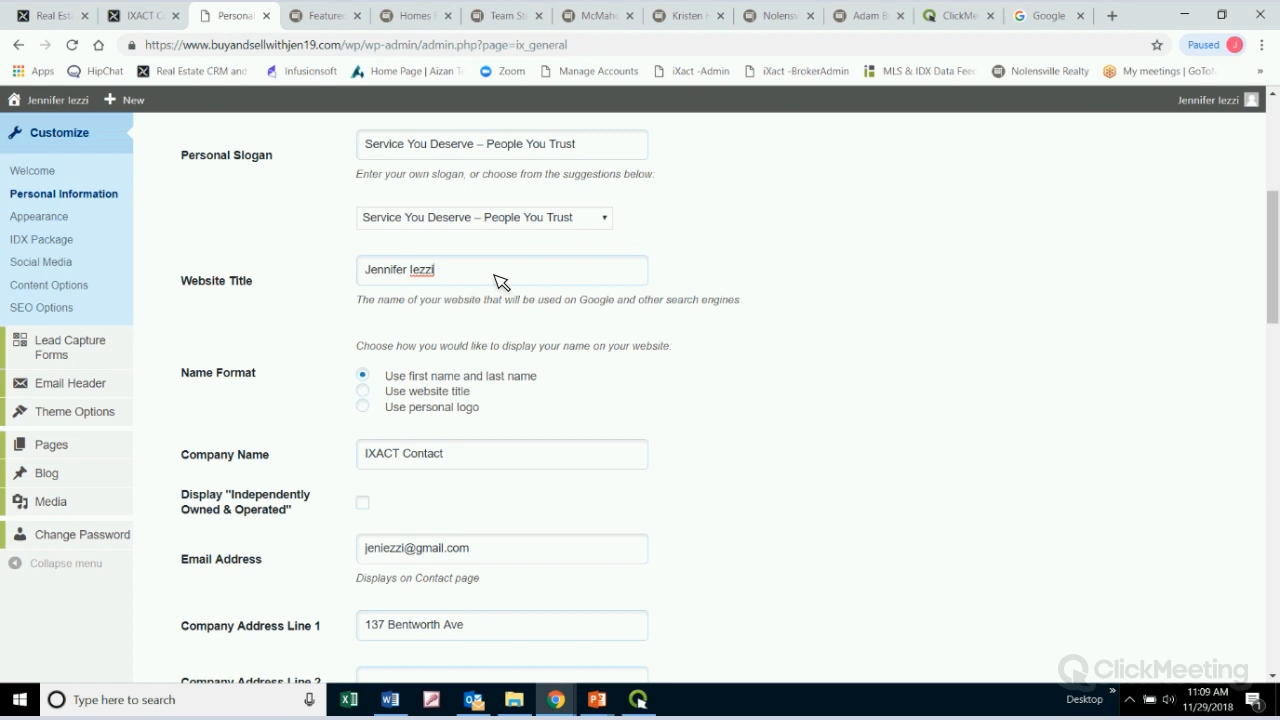 Real Estat
IXACT Co
Personal
Featured
Homes
Team St
McMah
Kristen
Nolensv
Adam B
ClickMe
Google
https://www.buyandsellwithjen19.com/wp/wp-admin/admin.php?page=ix_general
Paused
J
Apps
HipChat
Real Estate CRM and
Infusionsoft
Home Page | Aizan
Zoom
Manage Accounts
iXact -Admin
iXact -BrokerAdmin
MLS & IDX Data Fee
Nolensville Realty
My meetings | GoTo
»
Jennifer Iezzi
New
Jennifer Iezzi
Customize
Welcome
Personal Information
Appearance
IDX Package
Social Media
Content Options
SEO Options
Lead Capture
Forms
Email Header
Theme Options
Pages
Blog
Media
Change Password
Collapse menu
Personal Slogan
Service You Deserve – People You Trust
Enter your own slogan, or choose from the suggestions below:
Service You Deserve – People You Trust
Website Title
Jennifer Iezzi
The name of your website that will be used on Google and other search engines
Choose how you would like to display your name on your website:
Name Format
Use first name and last name
Use website title
Use personal logo
Company Name
IXACT Contact
Display "Independently
Owned & Operated"
Email Address
jeniezzi@gmail.com
Displays on Contact page
Company Address Line 1
137 Bentworth Ave
Company Address Line 2
ClickMeeting
Type here to search
Desktop
»
11:09 AM
11/29/2018
1